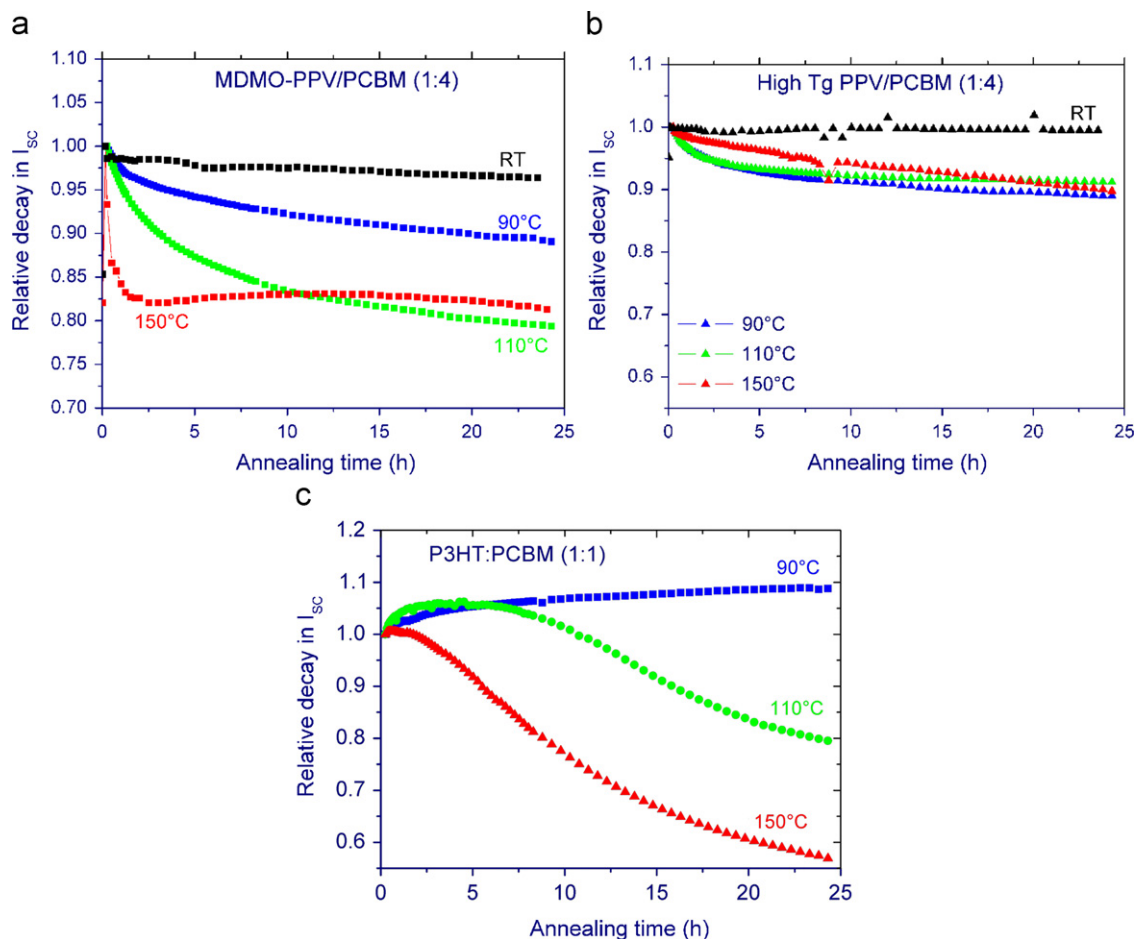 a
1.10
1.05
1.00
0.95
0.90
0.85
0.80
0.75
0.70
Relative decay in I_SC
MDMO-PPV/PCBM (1:4)
RT
90°C
150°C
110°C
0 5 10 15 20 25
Annealing time (h)
b
1.1
1.0
0.9
0.8
0.7
0.6
Relative decay in I_SC
High Tg PPV/PCBM (1:4)
RT
90°C
110°C
150°C
0 5 10 15 20 25
Annealing time (h)
c
1.2
1.1
1.0
0.9
0.8
0.7
0.6
Relative decay in I_SC
P3HT:PCBM (1:1)
90°C
110°C
150°C
0 5 10 15 20 25
Annealing time (h)